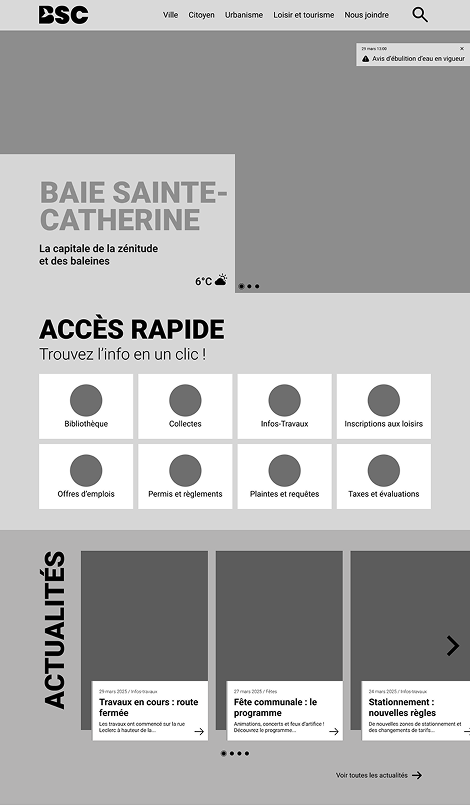 BSC
Ville Citoyen Urbanisme Loisir et tourisme Nous joindre
29 mars 13:00 ×
Avis d'ébulition d'eau en vigueur
BAIE SAINTE-
CATHERINE
La capitale de la zénitude
et des baleines
6°C
ACCÈS RAPIDE
Trouvez l'info en un clic !
Bibliothèque
Collectes
Infos-Travaux
Inscriptions aux loisirs
Offres d'emplois
Permis et règlements
Plaintes et requêtes
Taxes et évaluations
ACTUALITÉS
29 mars 2025 / Infos-travaux
Travaux en cours : route
fermée
Les travaux ont commencé sur la rue
Leclerc à hauteur de la...
27 mars 2025 / Fêtes
Fête communale : le
programme
Animations, concerts et feux d'artifice !
Découvrez le programme...
24 mars 2025 / Infos-travaux
Stationnement :
nouvelles règles
De nouvelles zones de stationnement et
des changements de tarifs...
Voir toutes les actualités